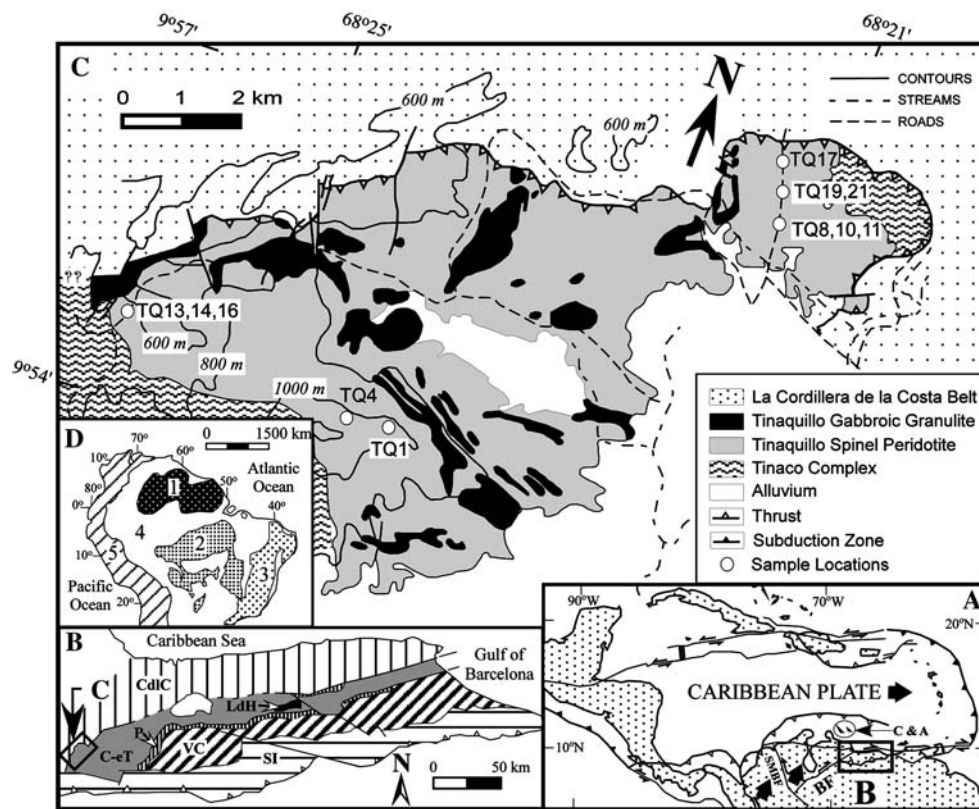 9°57'
68°25'
68°21'
C
0 1 2 km
600 m
600 m
N
CONTOURS
STREAMS
ROADS
TQ17
TQ19,21
TQ8,10,11
??
TQ13,14,16
600 m
800 m
9°54'
1000 m
TQ4
TQ1
La Cordillera de la Costa Belt
Tinaquillo Gabbroic Granulite
Tinaquillo Spinel Peridotite
Tinaco Complex
Alluvium
Thrust
Subduction Zone
Sample Locations
D
0 1500 km
70°
60°
10°
80°
0°
50°
40°
Atlantic
Ocean
1
4
2
10°
5
3
Pacific
Ocean
20°
B
Caribbean Sea
Gulf of
Barcelona
CdlC
C
LdH
P
C-eT
VC
SI
N
0 50 km
A
90°W
70°W
20°N
CARIBBEAN PLATE
C & A
10°N
SMBF
BF
B